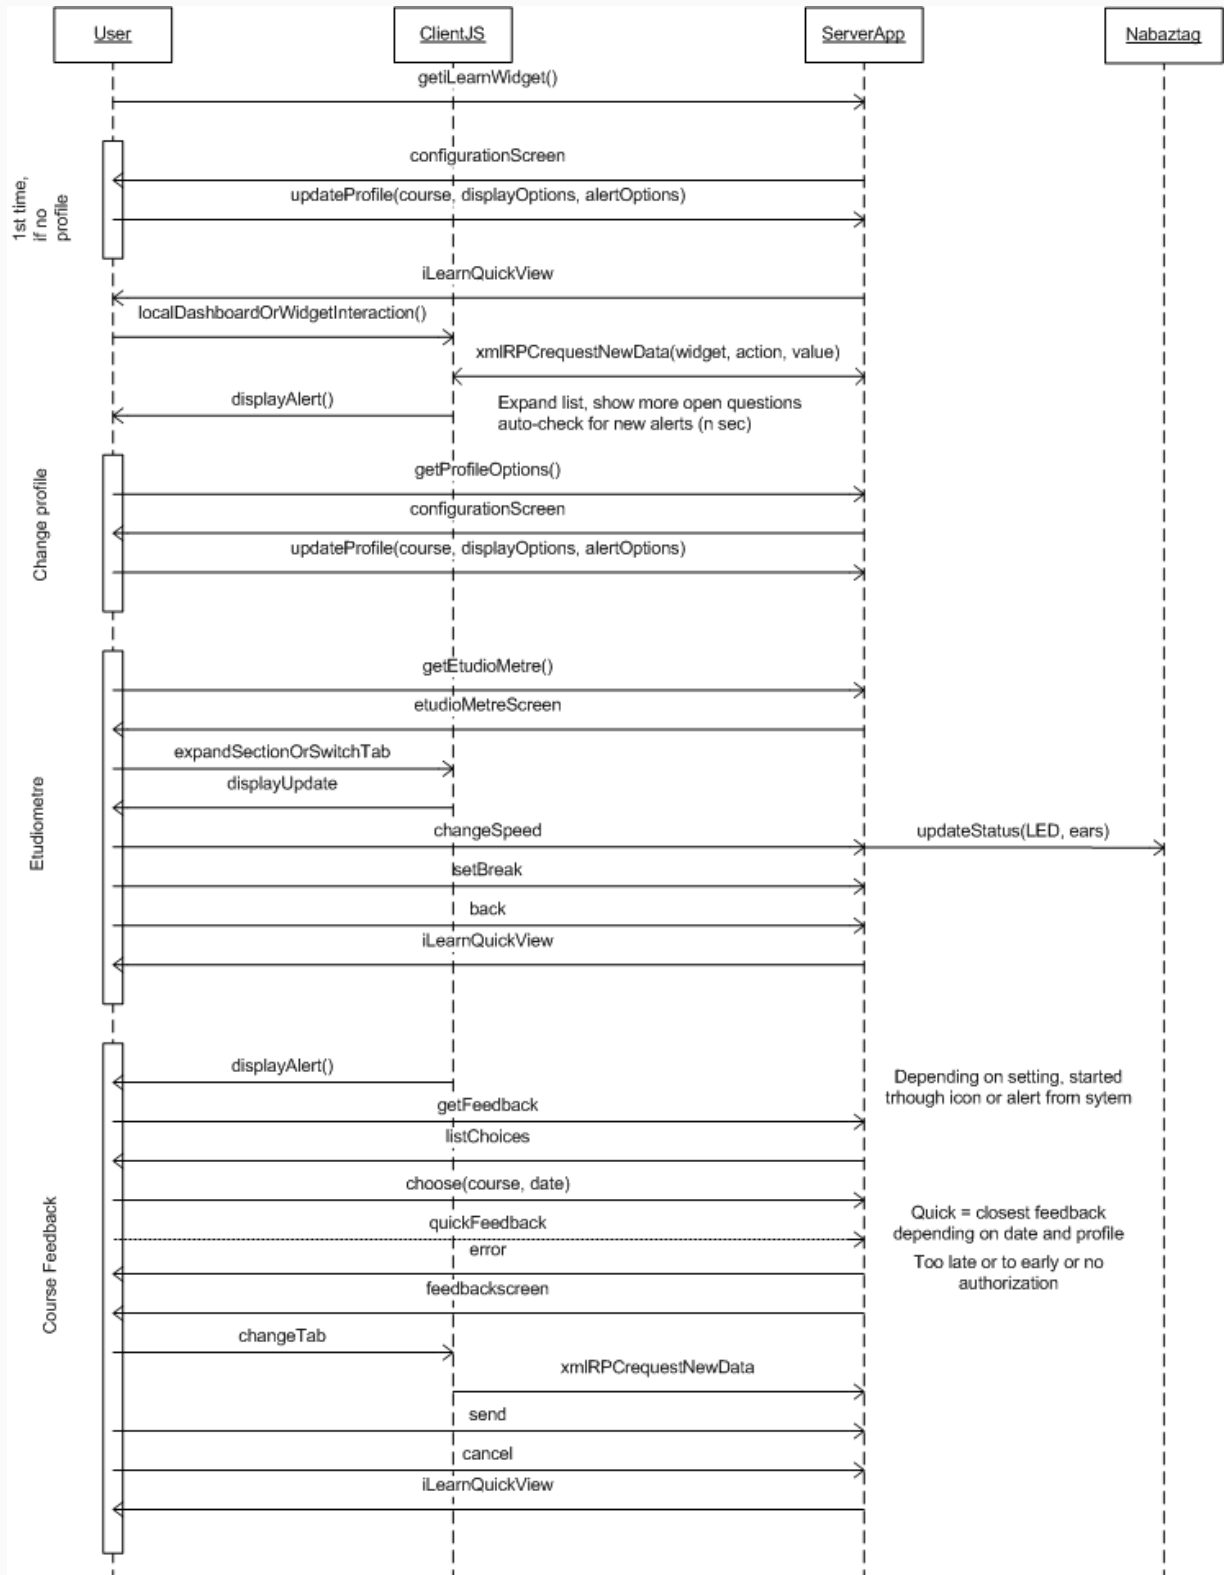 User
ClientJS
ServerApp
Nabaztag
getiLearnWidget()
1st time,
if no
profile
configurationScreen
updateProfile(course, displayOptions, alertOptions)
iLearnQuickView
localDashboardOrWidgetInteraction()
xmlRPCrequestNewData(widget, action, value)
displayAlert()
Expand list, show more open questions
auto-check for new alerts (n sec)
Change profile
getProfileOptions()
configurationScreen
updateProfile(course, displayOptions, alertOptions)
Etudiometre
getEtudioMetre()
etudioMetreScreen
expandSectionOrSwitchTab
displayUpdate
changeSpeed
updateStatus(LED, ears)
setBreak
back
iLearnQuickView
Course Feedback
displayAlert()
Depending on setting, started
trhough icon or alert from sytem
getFeedback
listChoices
choose(course, date)
quickFeedback
Quick = closest feedback
depending on date and profile
error
Too late or to early or no
authorization
feedbackscreen
changeTab
xmlRPCrequestNewData
send
cancel
iLearnQuickView